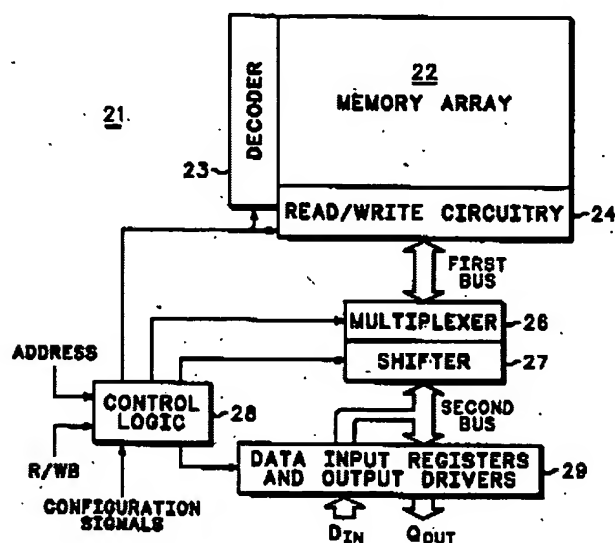 22
MEMORY ARRAY
21
DECODER
23
READ/WRITE CIRCUITRY
24
FIRST
BUS
MULTIPLEXER
26
SHIFTER
27
ADDRESS
CONTROL
LOGIC
28
SECOND
BUS
R/WB
DATA INPUT REGISTERS
AND OUTPUT DRIVERS
29
CONFIGURATION
SIGNALS
DIN
QOUT